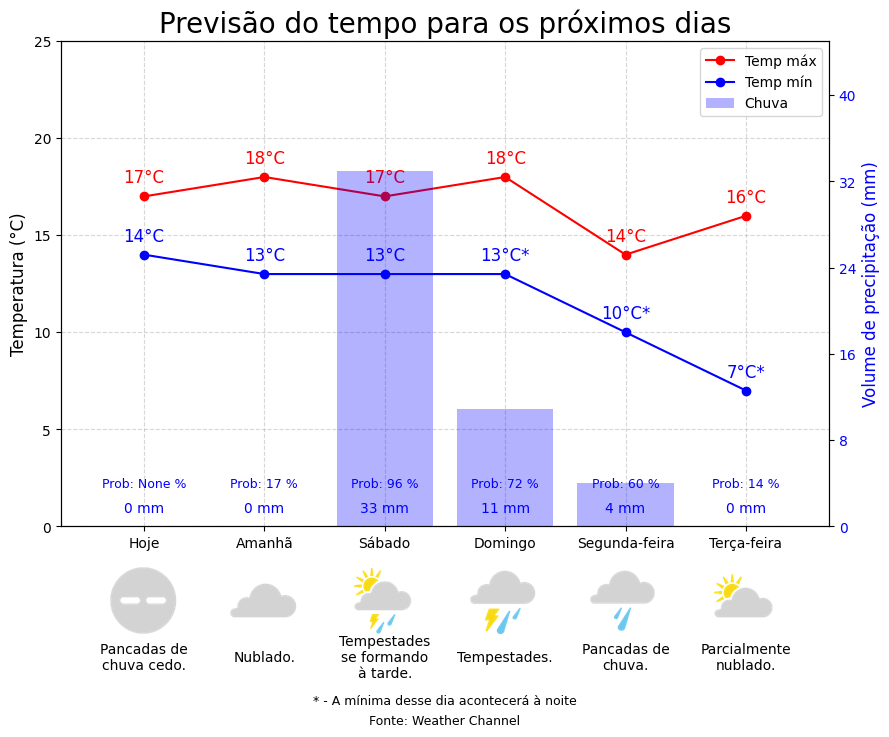 Previsão do tempo para os próximos dias
Temp máx
Temp mín
Chuva
Temperatura (°C)
Volume de precipitação (mm)
25
20
15
10
5
0
40
32
24
16
8
0
17°C
18°C
17°C
18°C
14°C
16°C
14°C
13°C
13°C
13°C*
10°C*
7°C*
Prob: None %
Prob: 17 %
Prob: 96 %
Prob: 72 %
Prob: 60 %
Prob: 14 %
0 mm
0 mm
33 mm
11 mm
4 mm
0 mm
Hoje
Amanhã
Sábado
Domingo
Segunda-feira
Terça-feira
Pancadas de
chuva cedo.
Nublado.
Tempestades
se formando
à tarde.
Tempestades.
Pancadas de
chuva.
Parcialmente
nublado.
* - A mínima desse dia acontecerá à noite
Fonte: Weather Channel